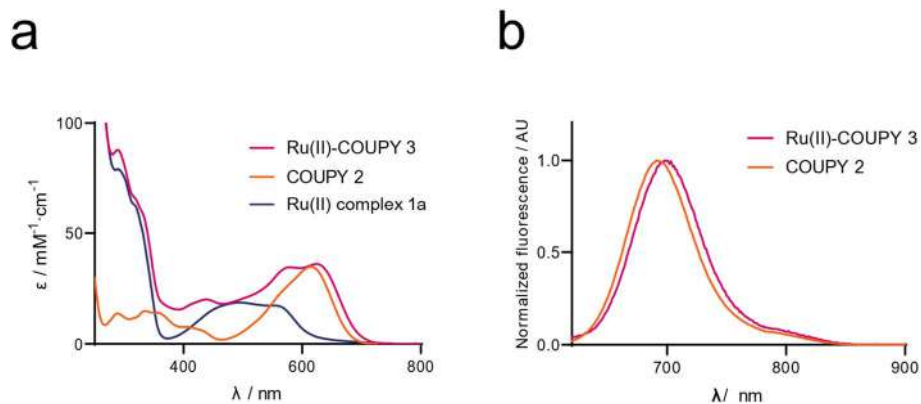 a
ε / mM⁻¹·cm⁻¹
100
50
0
400
600
800
λ / nm
Ru(II)-COUPY 3
COUPY 2
Ru(II) complex 1a
b
Normalized fluorescence / AU
1.0
0.5
0.0
700
800
900
λ/ nm
Ru(II)-COUPY 3
COUPY 2